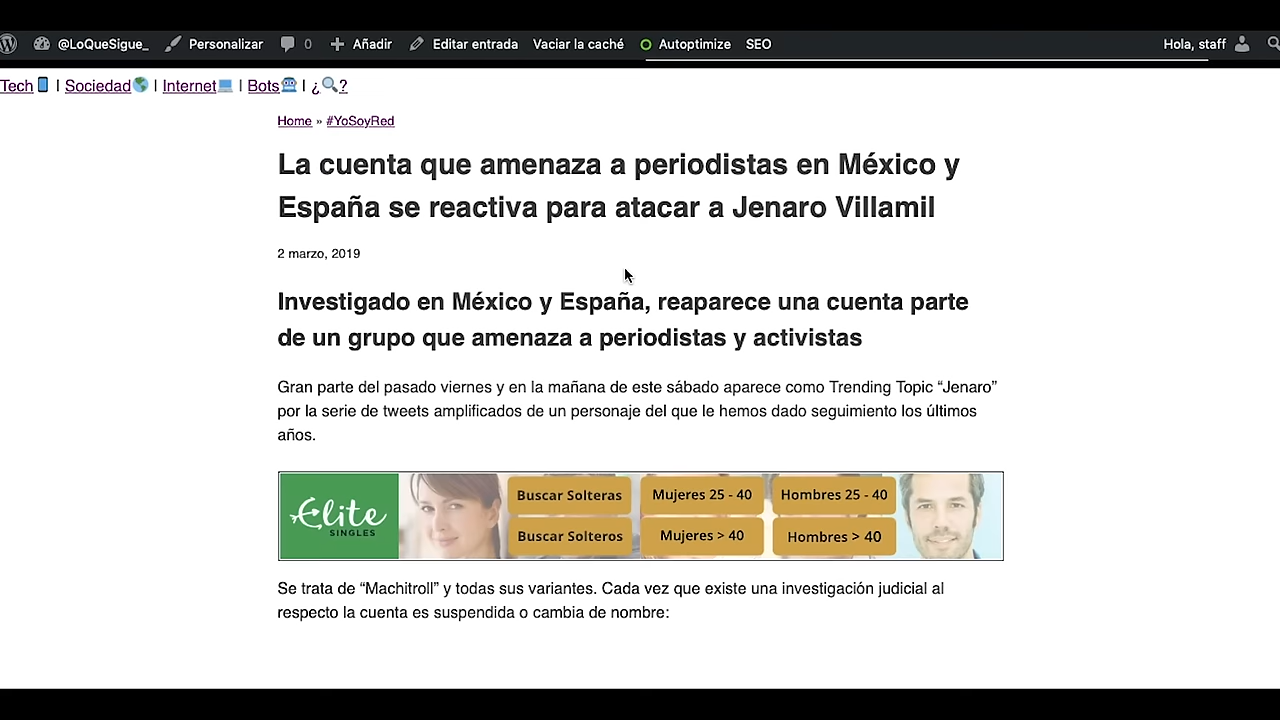 @LoQueSigue_ Personalizar 0 Añadir Editar entrada Vaciar la caché Autoptimize SEO Hola, staff
Tech | Sociedad | Internet | Bots | ¿?
Home » #YoSoyRed
La cuenta que amenaza a periodistas en México y
España se reactiva para atacar a Jenaro Villamil
2 marzo, 2019
Investigado en México y España, reaparece una cuenta parte
de un grupo que amenaza a periodistas y activistas
Gran parte del pasado viernes y en la mañana de este sábado aparece como Trending Topic “Jenaro”
por la serie de tweets amplificados de un personaje del que le hemos dado seguimiento los últimos
años.
Elite
SINGLES
Buscar Solteras Mujeres 25 - 40 Hombres 25 - 40
Buscar Solteros Mujeres > 40 Hombres > 40
Se trata de “Machitroll” y todas sus variantes. Cada vez que existe una investigación judicial al
respecto la cuenta es suspendida o cambia de nombre: